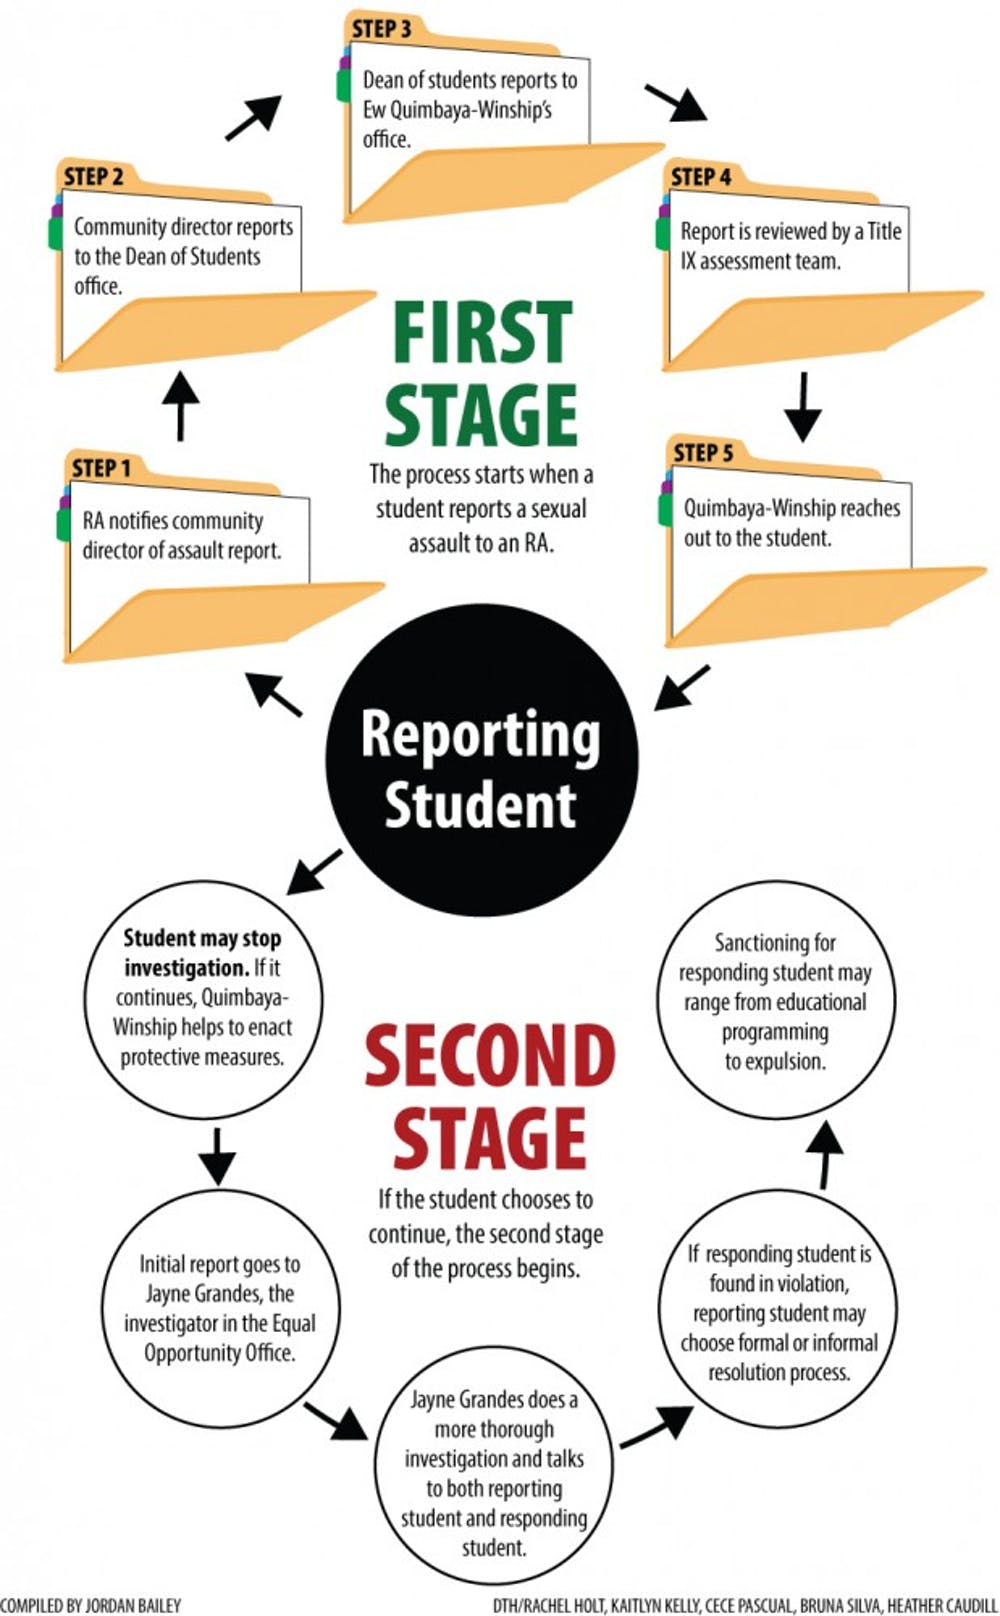 STEP 1
RA notifies community
director of assault report.
STEP 2
Community director reports
to the Dean of Students
office.
STEP 3
Dean of students reports to
Ew Quimbaya-Winship's
office.
STEP 4
Report is reviewed by a Title
IX assessment team.
STEP 5
Quimbaya-Winship reaches
out to the student.
FIRST
STAGE
The process starts when a
student reports a sexual
assault to an RA.
Reporting
Student
Student may stop
investigation. If it
continues, Quimbaya-
Winship helps to enact
protective measures.
Initial report goes to
Jayne Grandes, the
investigator in the Equal
Opportunity Office.
Jayne Grandes does a
more thorough
investigation and talks
to both reporting
student and responding
student.
If responding student is
found in violation,
reporting student may
choose formal or informal
resolution process.
Sanctioning for
responding student may
range from educational
programming
to expulsion.
SECOND
STAGE
If the student chooses to
continue, the second stage
of the process begins.
COMPILED BY JORDAN BAILEY
DTH/RACHEL HOLT, KAITLYN KELLY, CECE PASCUAL, BRUNA SILVA, HEATHER CAUDILL